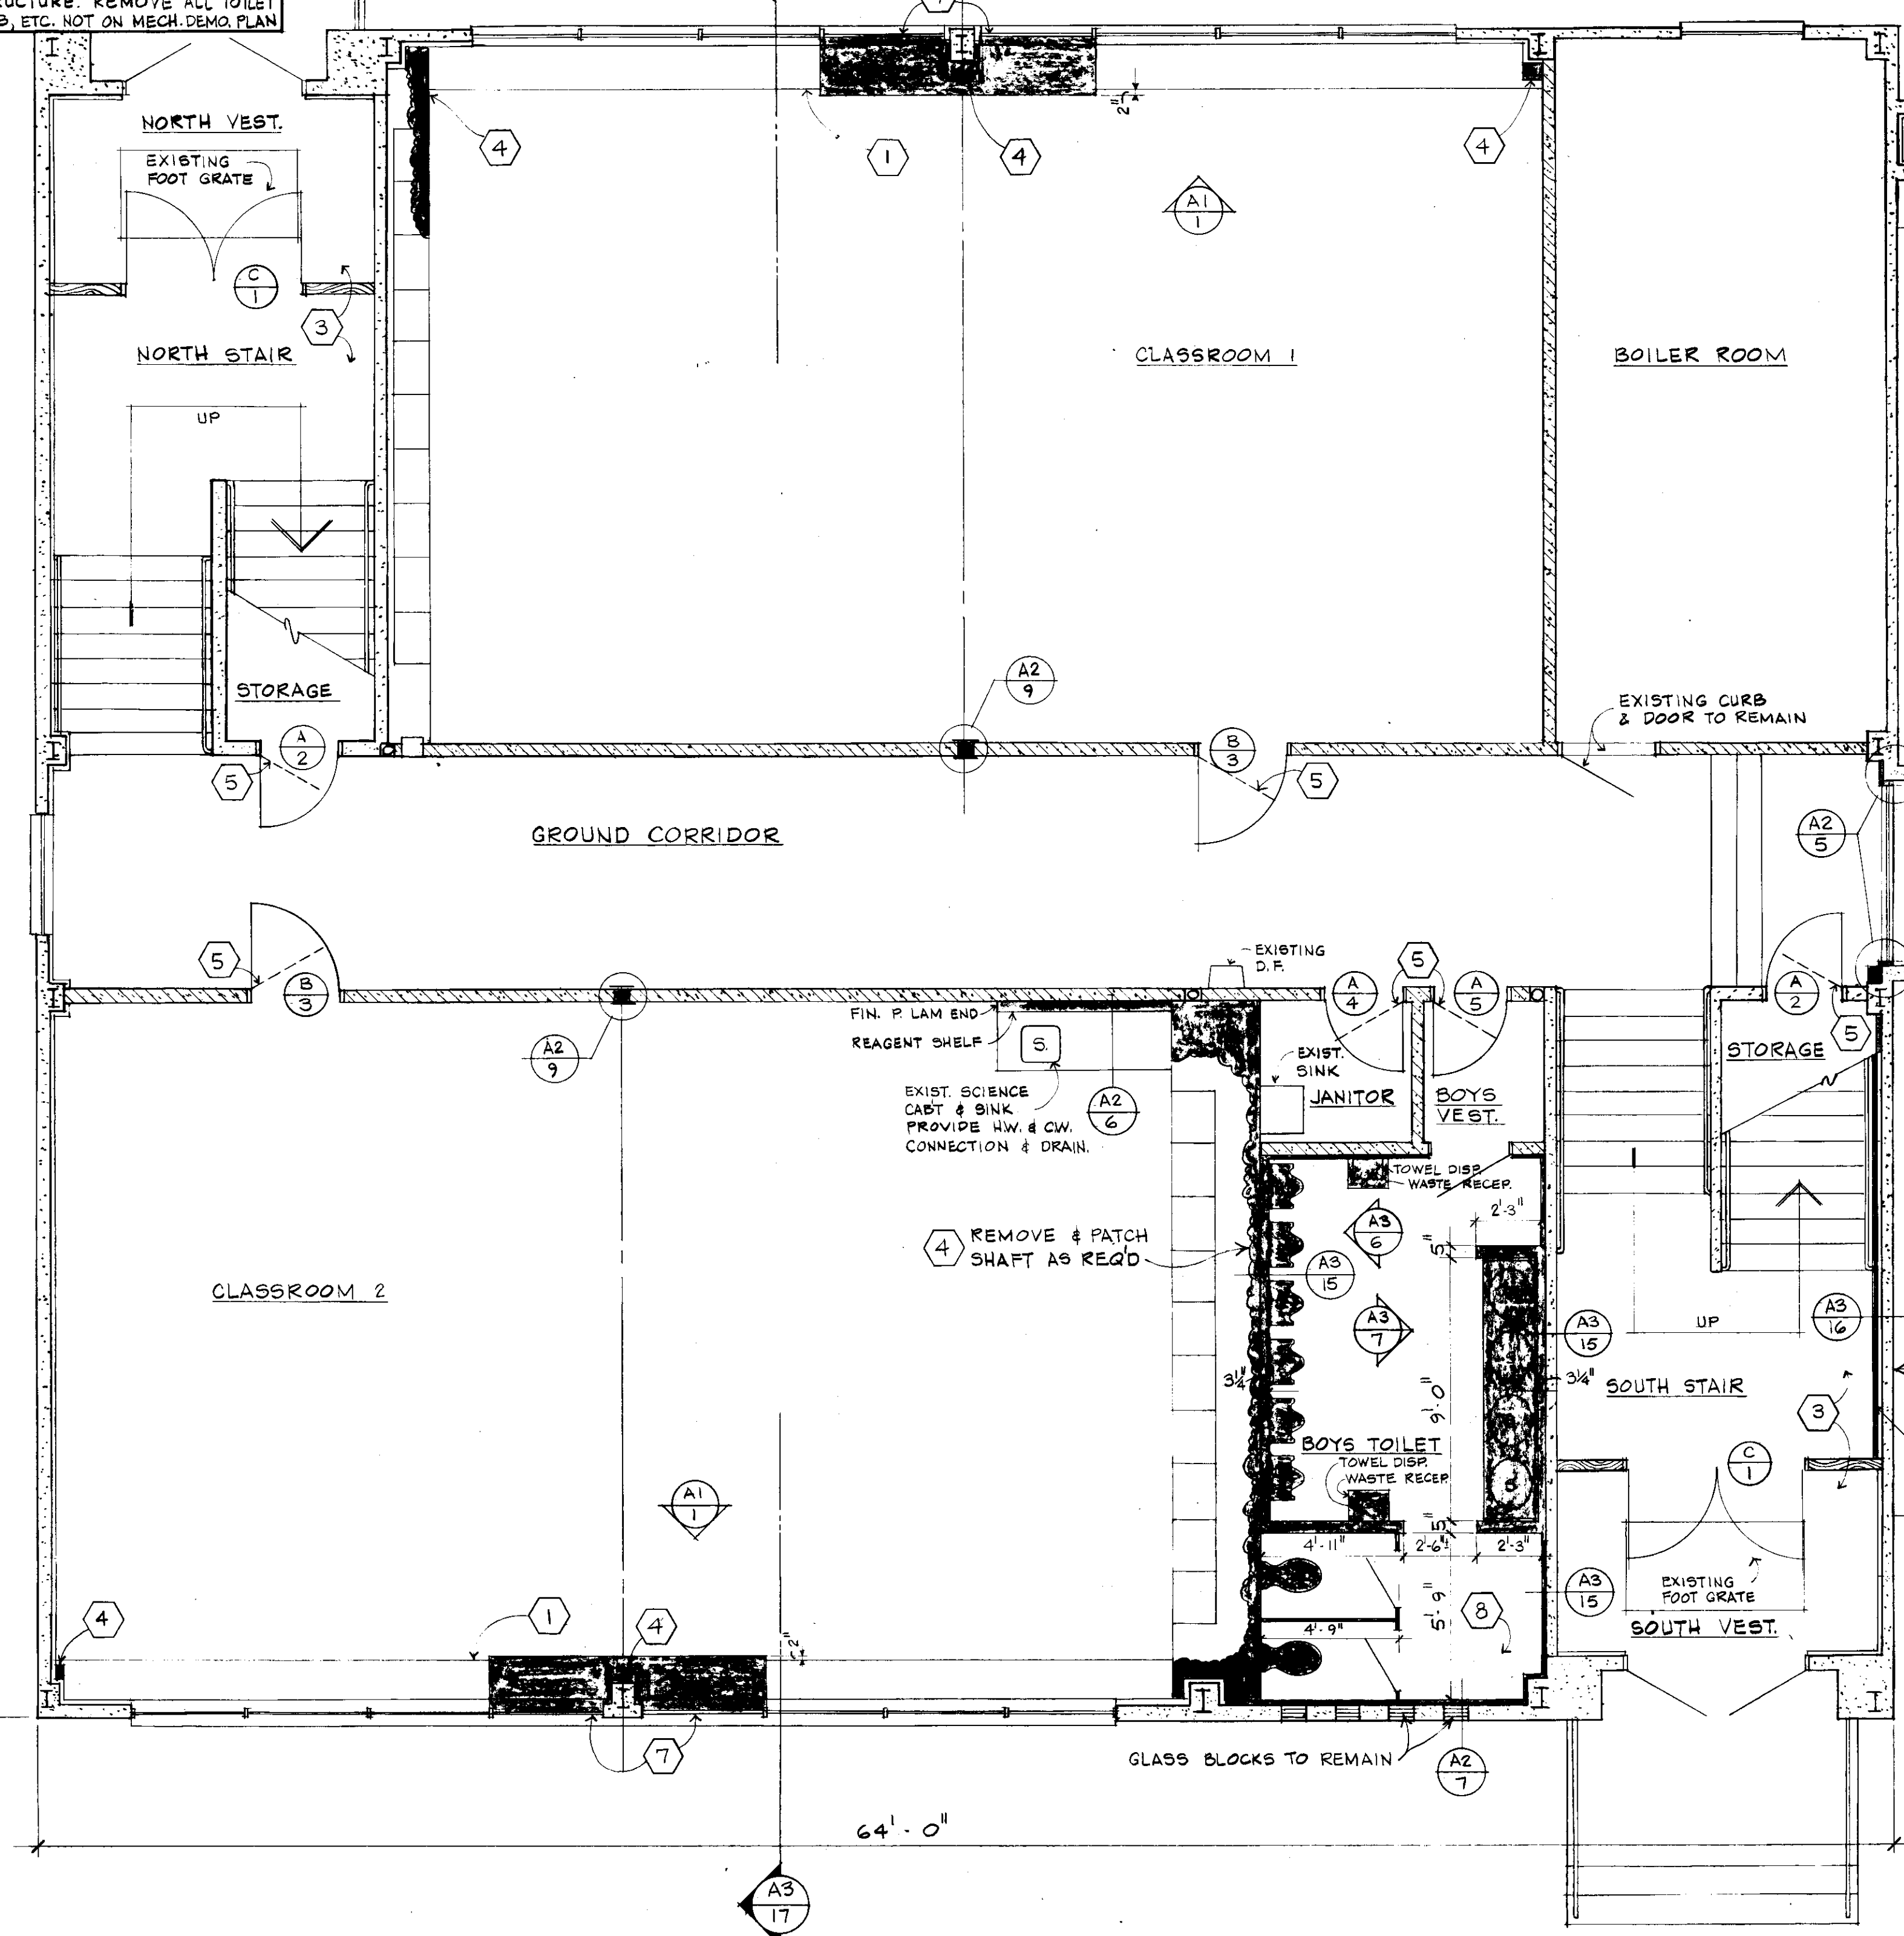 REMOVE ALL TOILET
, ETC. NOT ON MECH. DEMO. PLAN
NORTH VEST.
EXISTING
FOOT GRATE
4
1
4
2"
4
A1
1
C
1
3
NORTH STAIR
CLASSROOM 1
BOILER ROOM
UP
STORAGE
A2
9
EXISTING CURB
& DOOR TO REMAIN
A
2
5
B
3
5
GROUND CORRIDOR
A2
5
5
B
3
EXISTING
D.F.
5
A
4
A
5
A
2
5
FIN. P. LAM END
REAGENT SHELF
S.
A2
9
EXIST. SCIENCE
CABT & SINK
PROVIDE H.W. & C.W.
CONNECTION & DRAIN.
A2
6
EXIST.
SINK
JANITOR
BOYS
VEST.
STORAGE
TOWEL DISP.
WASTE RECEP.
2'-3"
4 REMOVE & PATCH
SHAFT AS REQ'D
A3
6
5"
A3
15
CLASSROOM 2
A3
7
A3
15
UP
A3
16
3¼"
9'-0"
3¼"
SOUTH STAIR
3
BOYS TOILET
TOWEL DISP.
WASTE RECEP.
C
1
A1
1
5"
4'-11"
2'-6"
2'-3"
A3
15
EXISTING
FOOT GRATE
SOUTH VEST.
4
1
4
2"
4'-9"
5'-9"
8
7
GLASS BLOCKS TO REMAIN
A2
7
64'-0"
A3
17